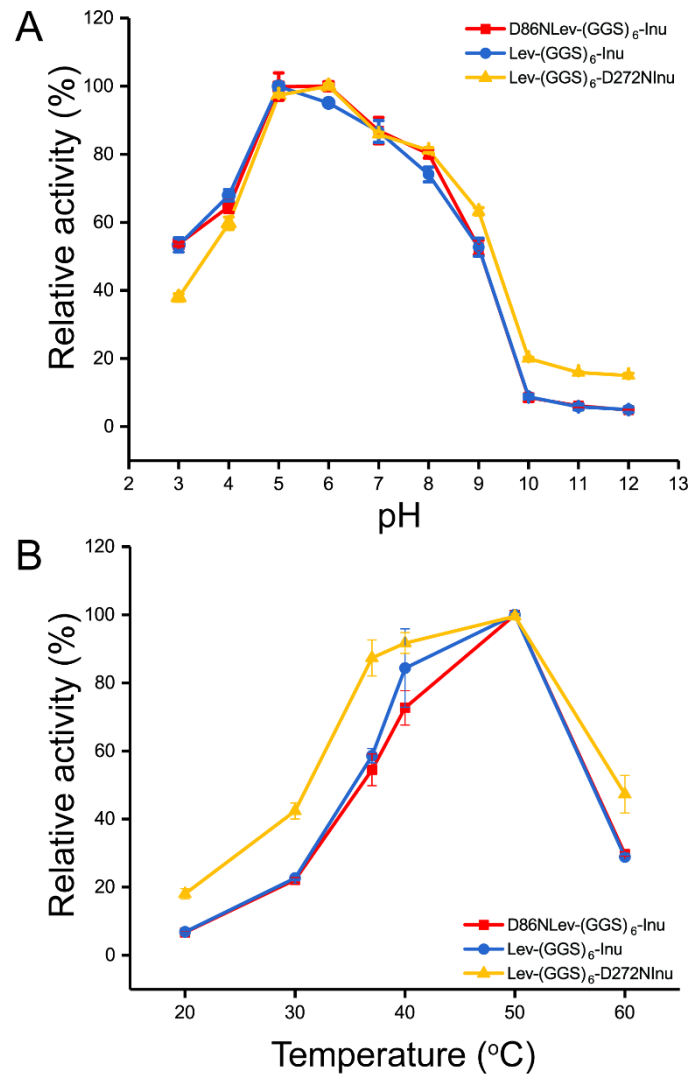 A
D86NLev-(GGS)₆-Inu
Lev-(GGS)₆-Inu
Lev-(GGS)₆-D272NInu
Relative activity (%)
120
100
80
60
40
20
0
2 3 4 5 6 7 8 9 10 11 12 13
pH
B
120
100
80
60
40
20
0
Relative activity (%)
D86NLev-(GGS)₆-Inu
Lev-(GGS)₆-Inu
Lev-(GGS)₆-D272NInu
20 30 40 50 60
Temperature (°C)